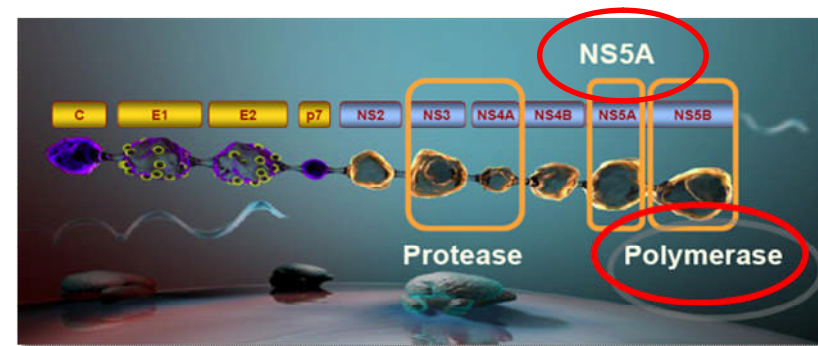 NS5A
C E1 E2 p7 NS2 NS3 NS4A NS4B NS5A NS5B
Protease Polymerase